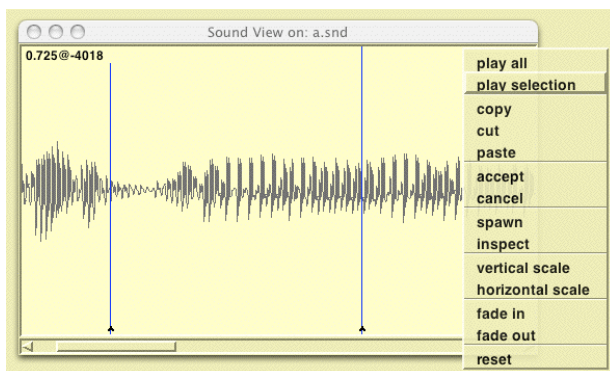 Sound View on: a.snd
0.725@-4018
play all
play selection
copy
cut
paste
accept
cancel
spawn
inspect
vertical scale
horizontal scale
fade in
fade out
reset